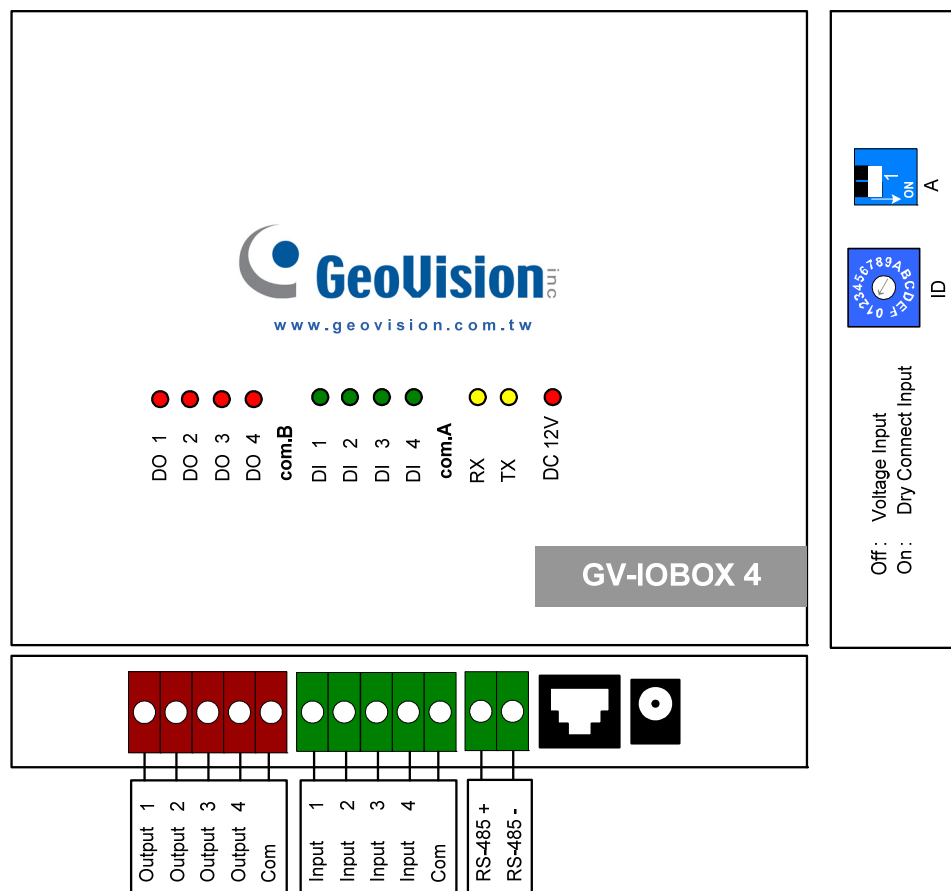 GeoVision inc
www.geovision.com.tw
DO 1
DO 2
DO 3
DO 4
com.B
DI 1
DI 2
DI 3
DI 4
com.A
RX
TX
DC 12V
GV-IOBOX 4
1
ON
A
0123456789ABCDEF
ID
Off : Voltage Input
On : Dry Connect Input
Output 1
Output 2
Output 3
Output 4
Com
Input 1
Input 2
Input 3
Input 4
Com
RS-485 +
RS-485 -